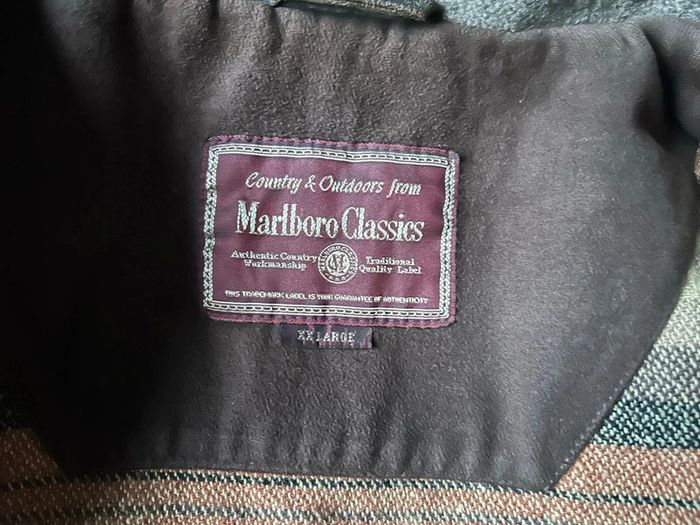 Country & Outdoors from
Marlboro Classics
Authentic Country Traditional
Workmanship Quality Label
THIS TRADEMARK LABEL IS YOUR GUARANTEE OF AUTHENTICITY
XX LARGE